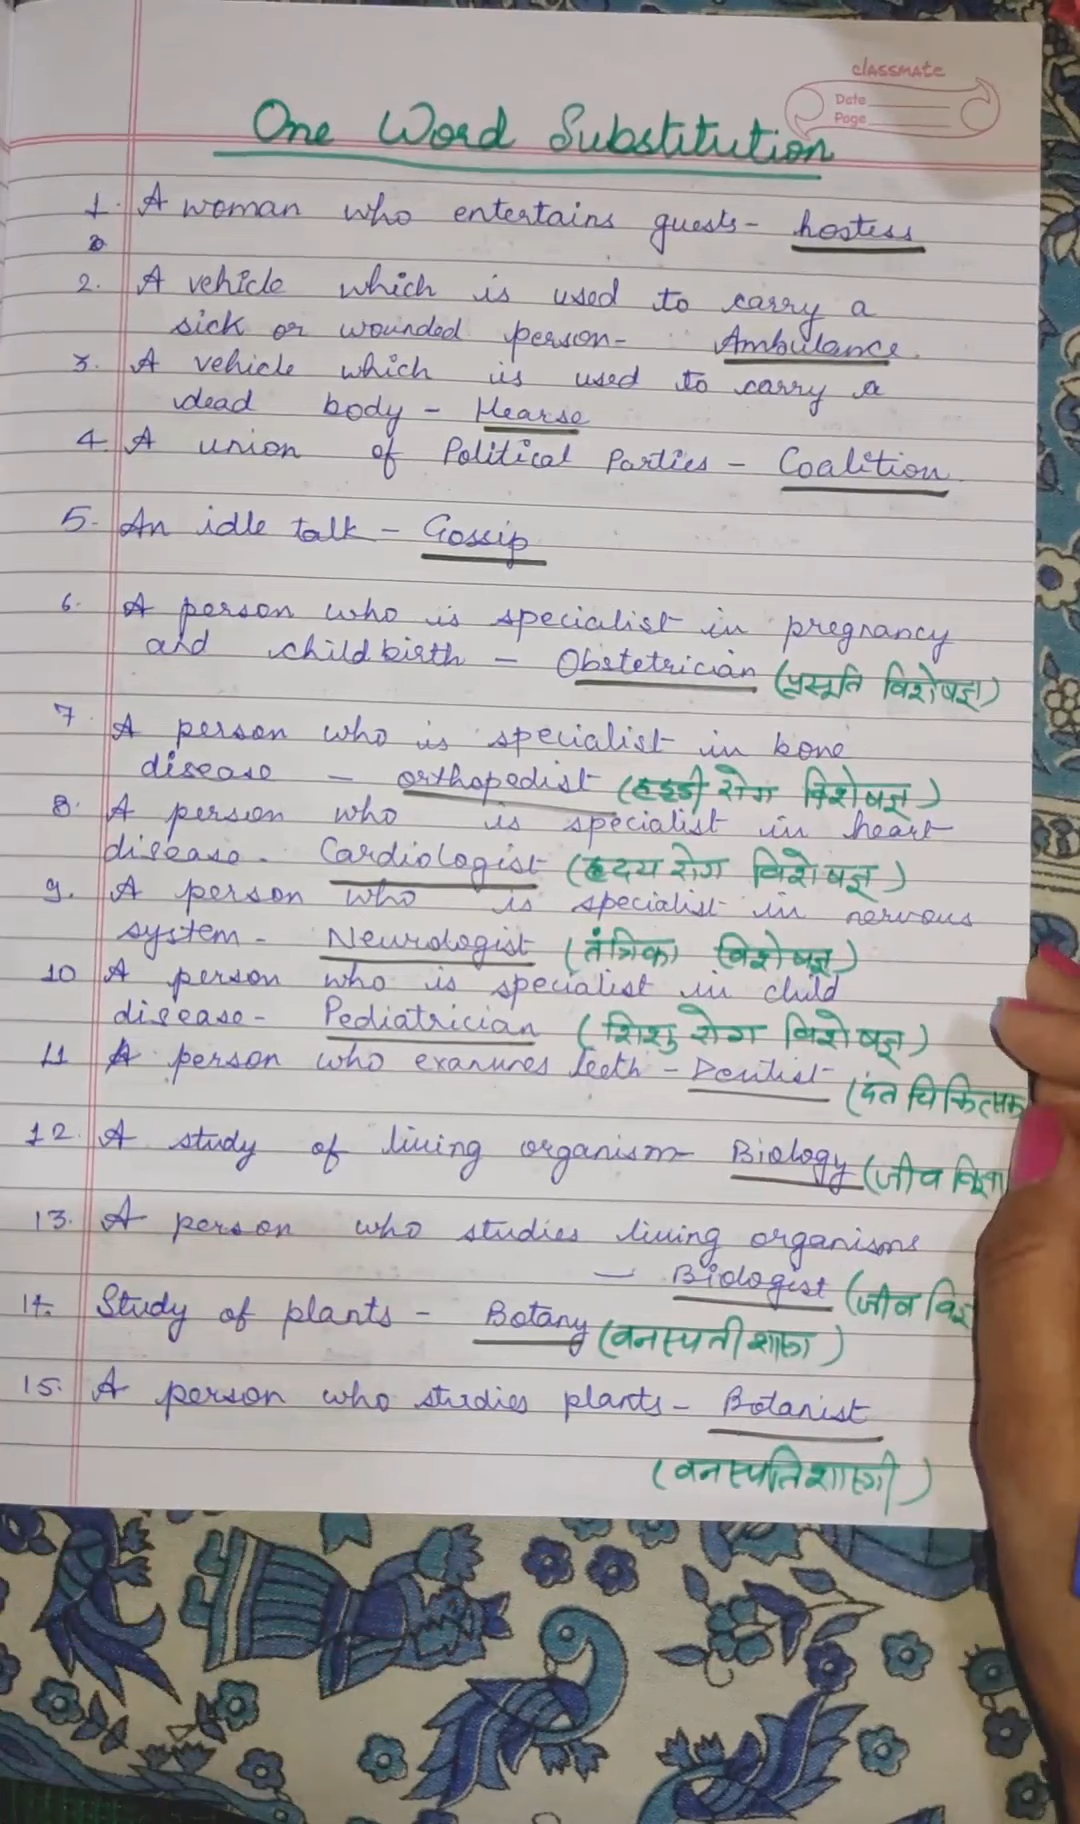 classmate
Date
Page
One Word Substitution
1. A woman who entertains guests- hostess
2. A vehicle which is used to carry a
sick or wounded person- Ambulance.
3. A vehicle which is used to carry a
dead body - Hearse
4. A union of Political Parties - Coalition
5- An idle talk - Gossip
6. A person who is specialist in pregnancy
and childbirth - Obstetrician (प्रसूति विशेषज्ञ)
7 A person who is specialist in bone
disease - orthopedist (हड्डी रोग विशेषज्ञ)
8. A person who is specialist in heart
disease- Cardiologist (हृदय रोग विशेषज्ञ)
9. A person who is specialist in nervous
system- Neurologist (तंत्रिका विशेषज्ञ)
10 A person who is specialist in child
disease- Pediatrician (शिशु रोग विशेषज्ञ)
11 A person who examines teeth - Dentist (दंत चिकित्सक
12. A study of living organism- Biology (जीव
13. A person who studies living organisms
- Biologist (जीव
14. Study of plants - Botany (वनस्पती शास्त्र)
15. A person who studies plants- Botanist
(वनस्पतिशास्त्री)